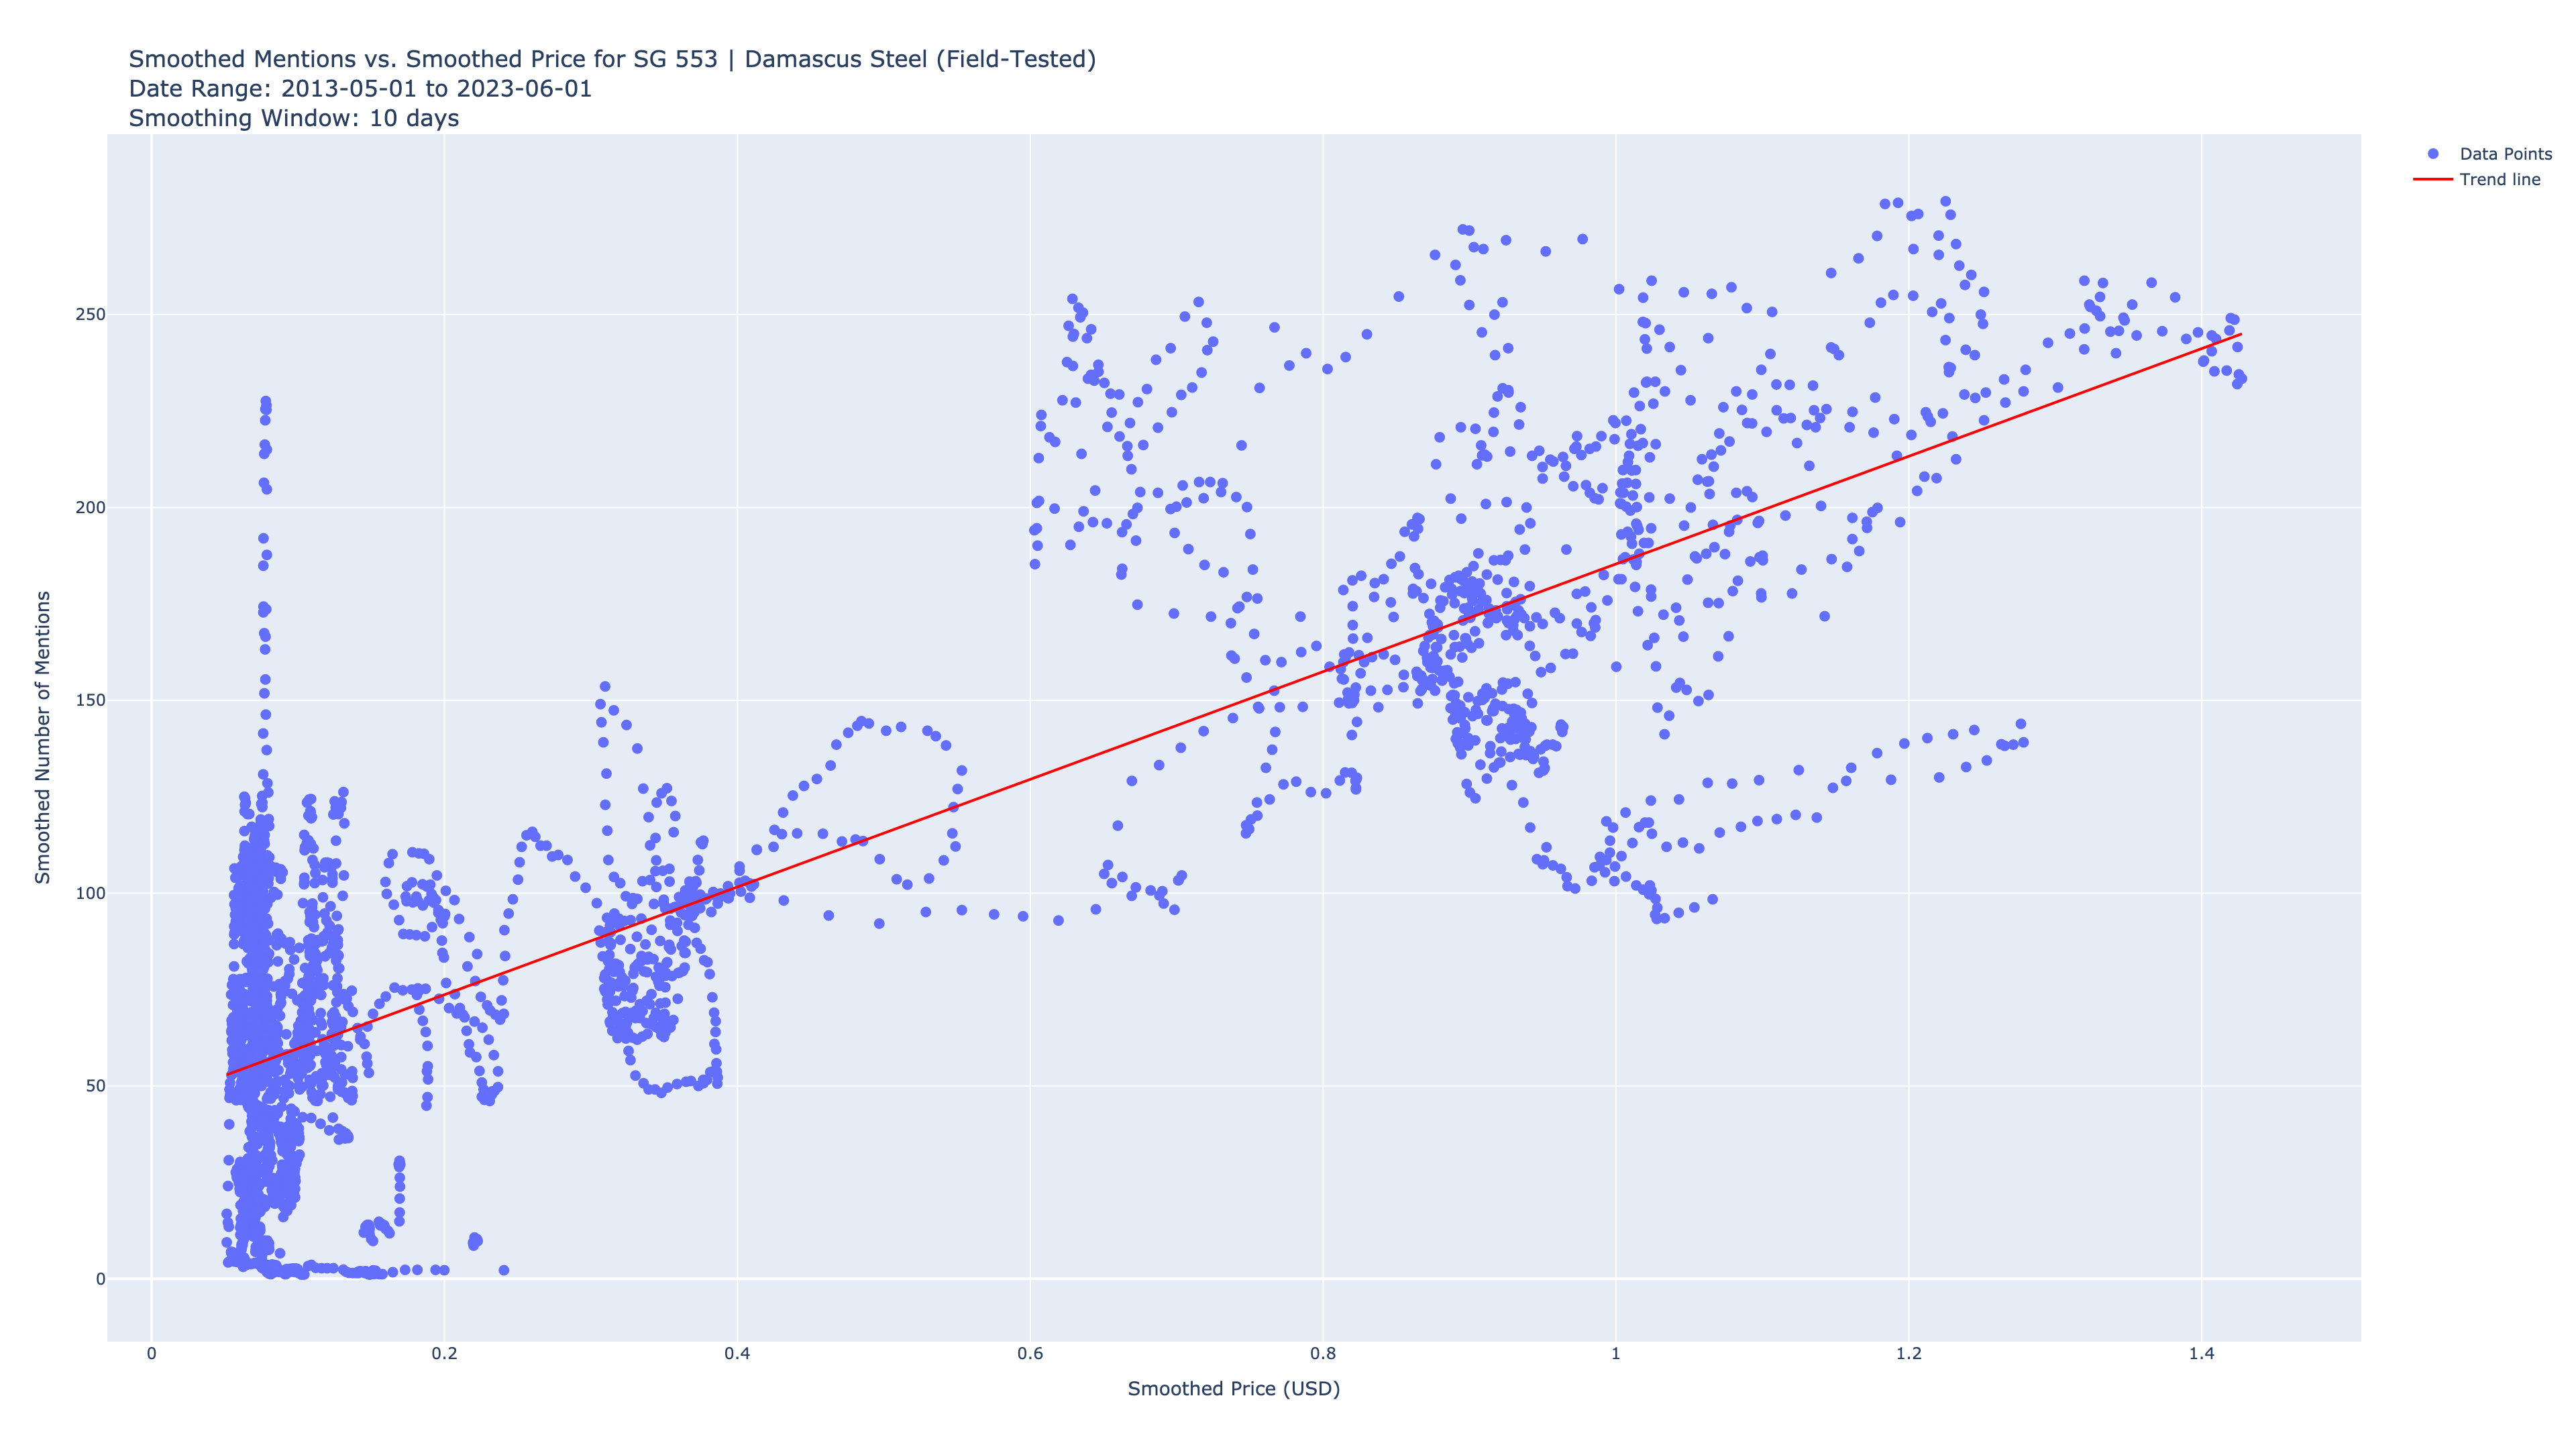 Smoothed Mentions vs. Smoothed Price for SG 553 | Damascus Steel (Field-Tested)
Date Range: 2013-05-01 to 2023-06-01
Smoothing Window: 10 days
Data Points
Trend line
250
200
150
100
50
0
Smoothed Number of Mentions
0
0.2
0.4
0.6
0.8
1
1.2
1.4
Smoothed Price (USD)